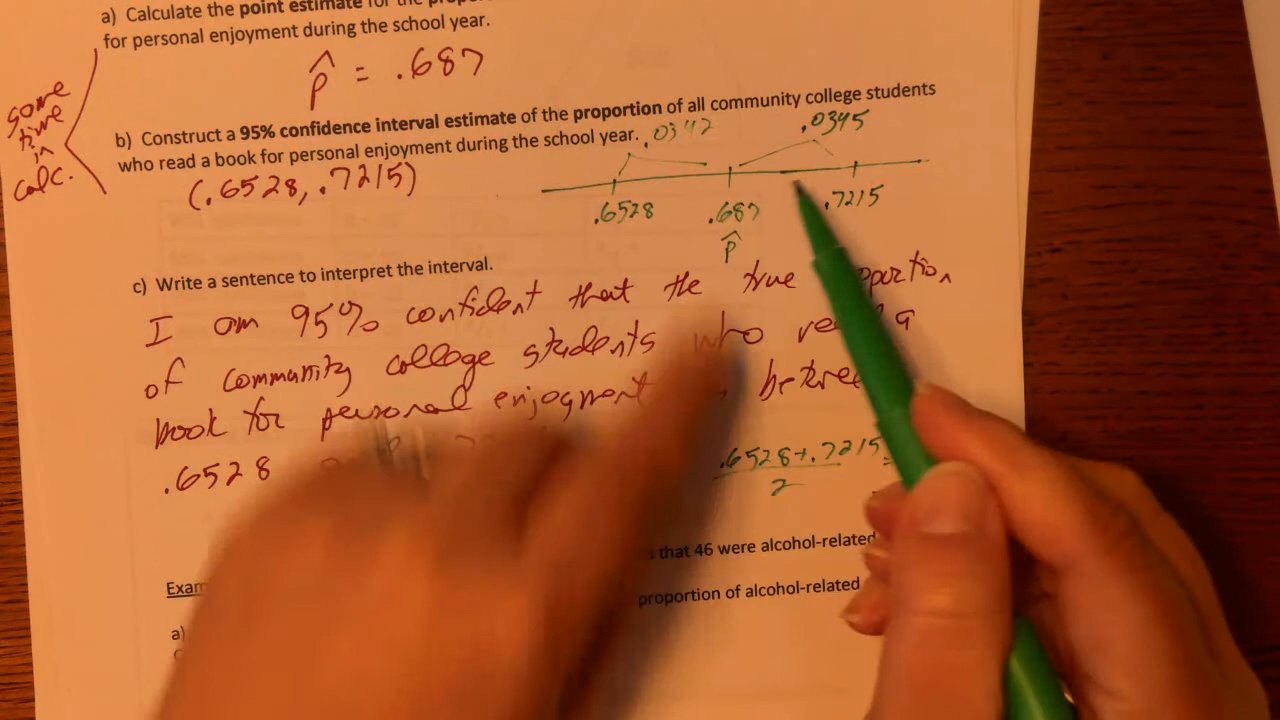 a) Calculate the point estimate for the
for personal enjoyment during the school year.
p̂ = .687
some
time
in
calc.
b) Construct a 95% confidence interval estimate of the proportion of all community college students
who read a book for personal enjoyment during the school year.
.0342
.0345
(.6528, .7215)
.6528
.687
.7215
p̂
c) Write a sentence to interpret the interval.
I am 95% confident that the true
of community college students who
book for personal enjoyment
.6528
.6528+.7215
2
that 46 were alcohol-related
Exam
proportion of alcohol-related
a)